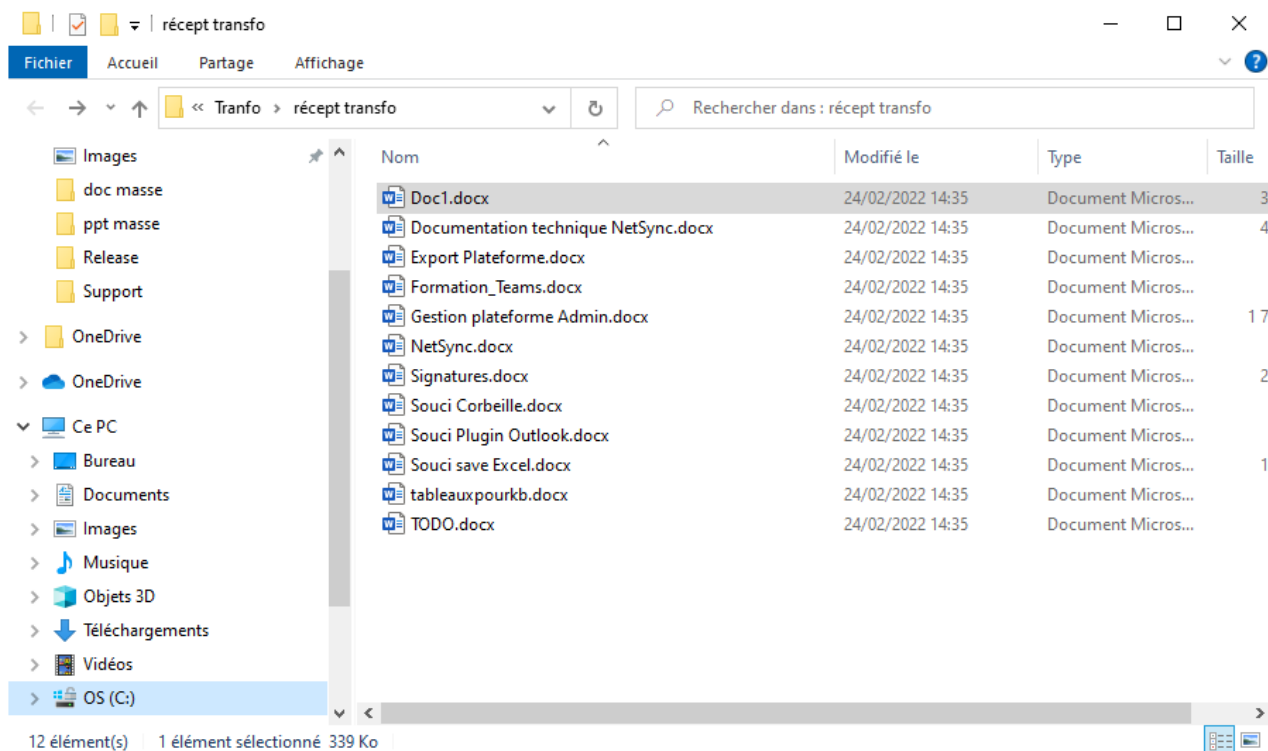 récept transfo
Fichier Accueil Partage Affichage
« Tranfo > récept transfo Rechercher dans : récept transfo
Images
doc masse
ppt masse
Release
Support
OneDrive
OneDrive
Ce PC
Bureau
Documents
Images
Musique
Objets 3D
Téléchargements
Vidéos
OS (C:)
Nom Modifié le Type Taille
Doc1.docx 24/02/2022 14:35 Document Micros... 3
Documentation technique NetSync.docx 24/02/2022 14:35 Document Micros... 4
Export Plateforme.docx 24/02/2022 14:35 Document Micros...
Formation_Teams.docx 24/02/2022 14:35 Document Micros...
Gestion plateforme Admin.docx 24/02/2022 14:35 Document Micros... 1 7
NetSync.docx 24/02/2022 14:35 Document Micros...
Signatures.docx 24/02/2022 14:35 Document Micros... 2
Souci Corbeille.docx 24/02/2022 14:35 Document Micros...
Souci Plugin Outlook.docx 24/02/2022 14:35 Document Micros...
Souci save Excel.docx 24/02/2022 14:35 Document Micros... 1
tableauxpourkb.docx 24/02/2022 14:35 Document Micros...
TODO.docx 24/02/2022 14:35 Document Micros...
12 élément(s) 1 élément sélectionné 339 Ko